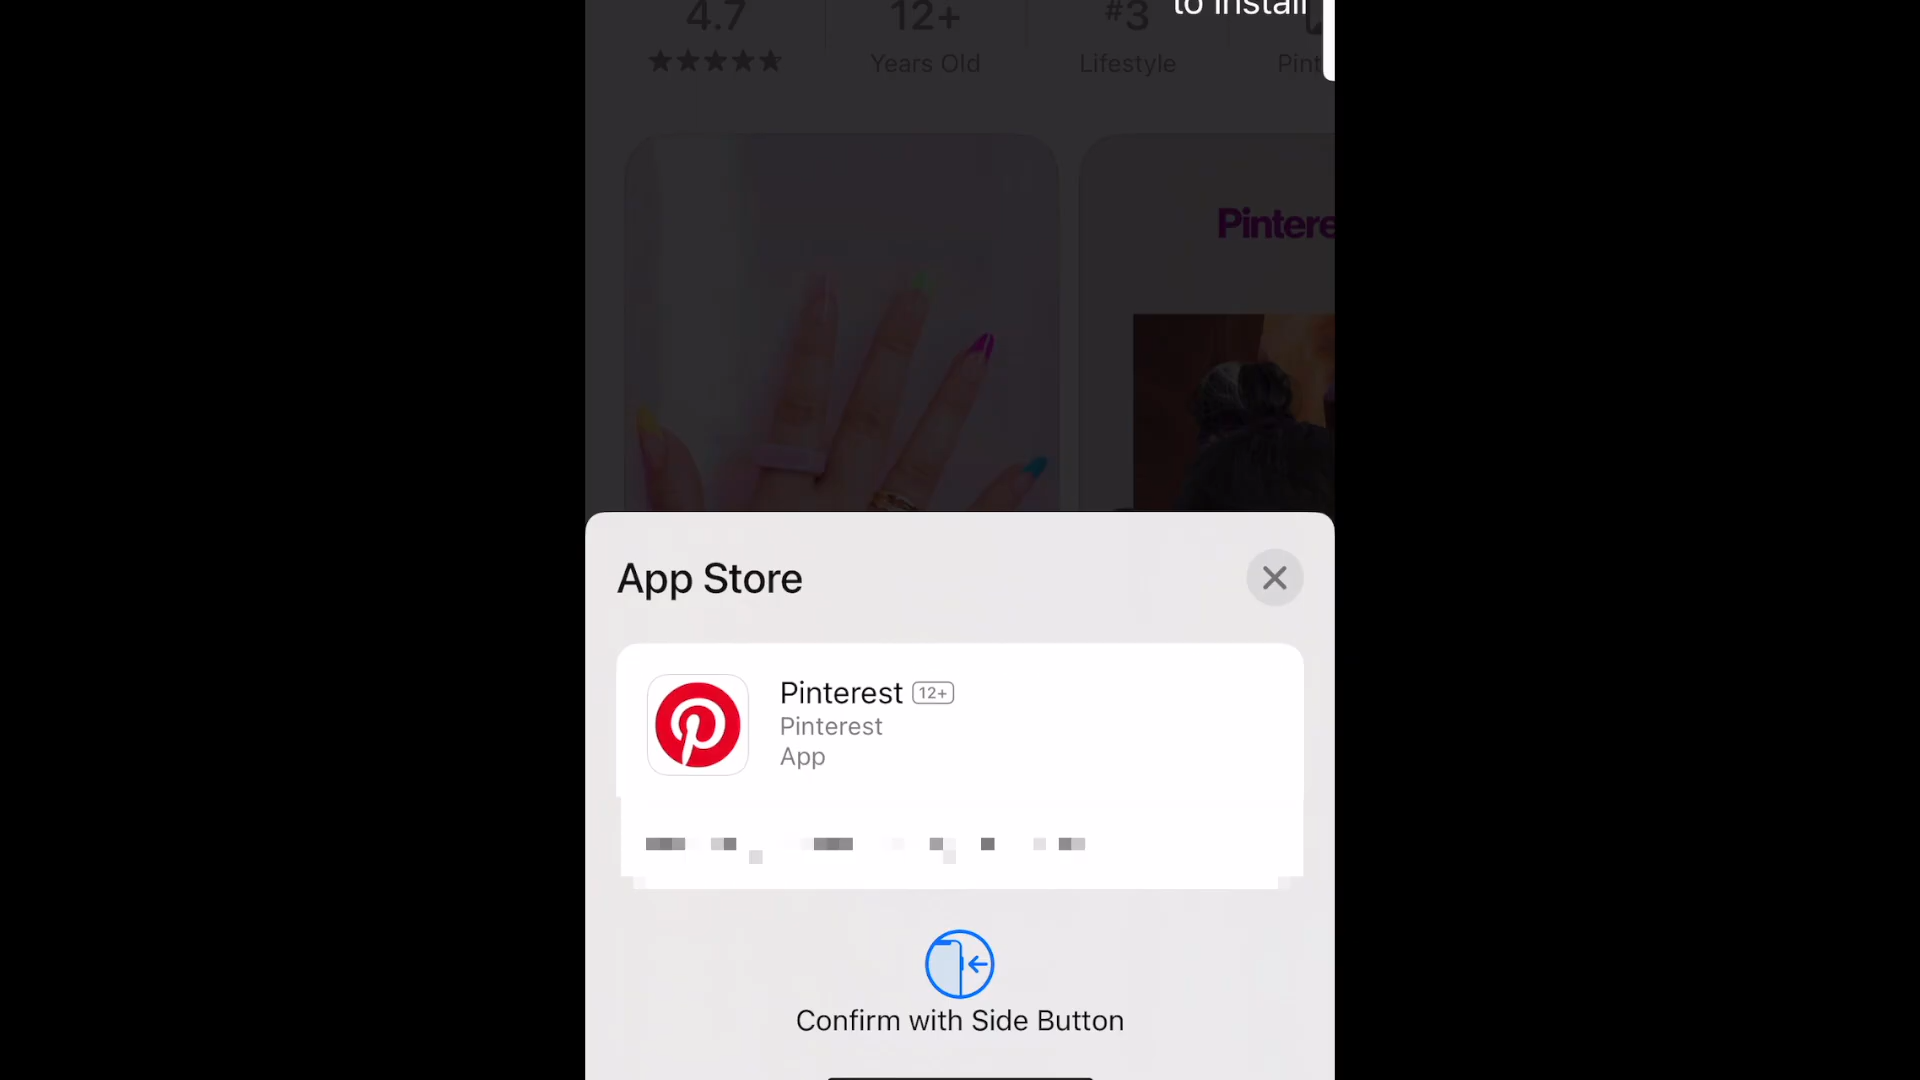 to install
4.7
12+
#3
Years Old
Lifestyle
Pint
Pintere
App Store
Pinterest 12+
Pinterest
App
Confirm with Side Button